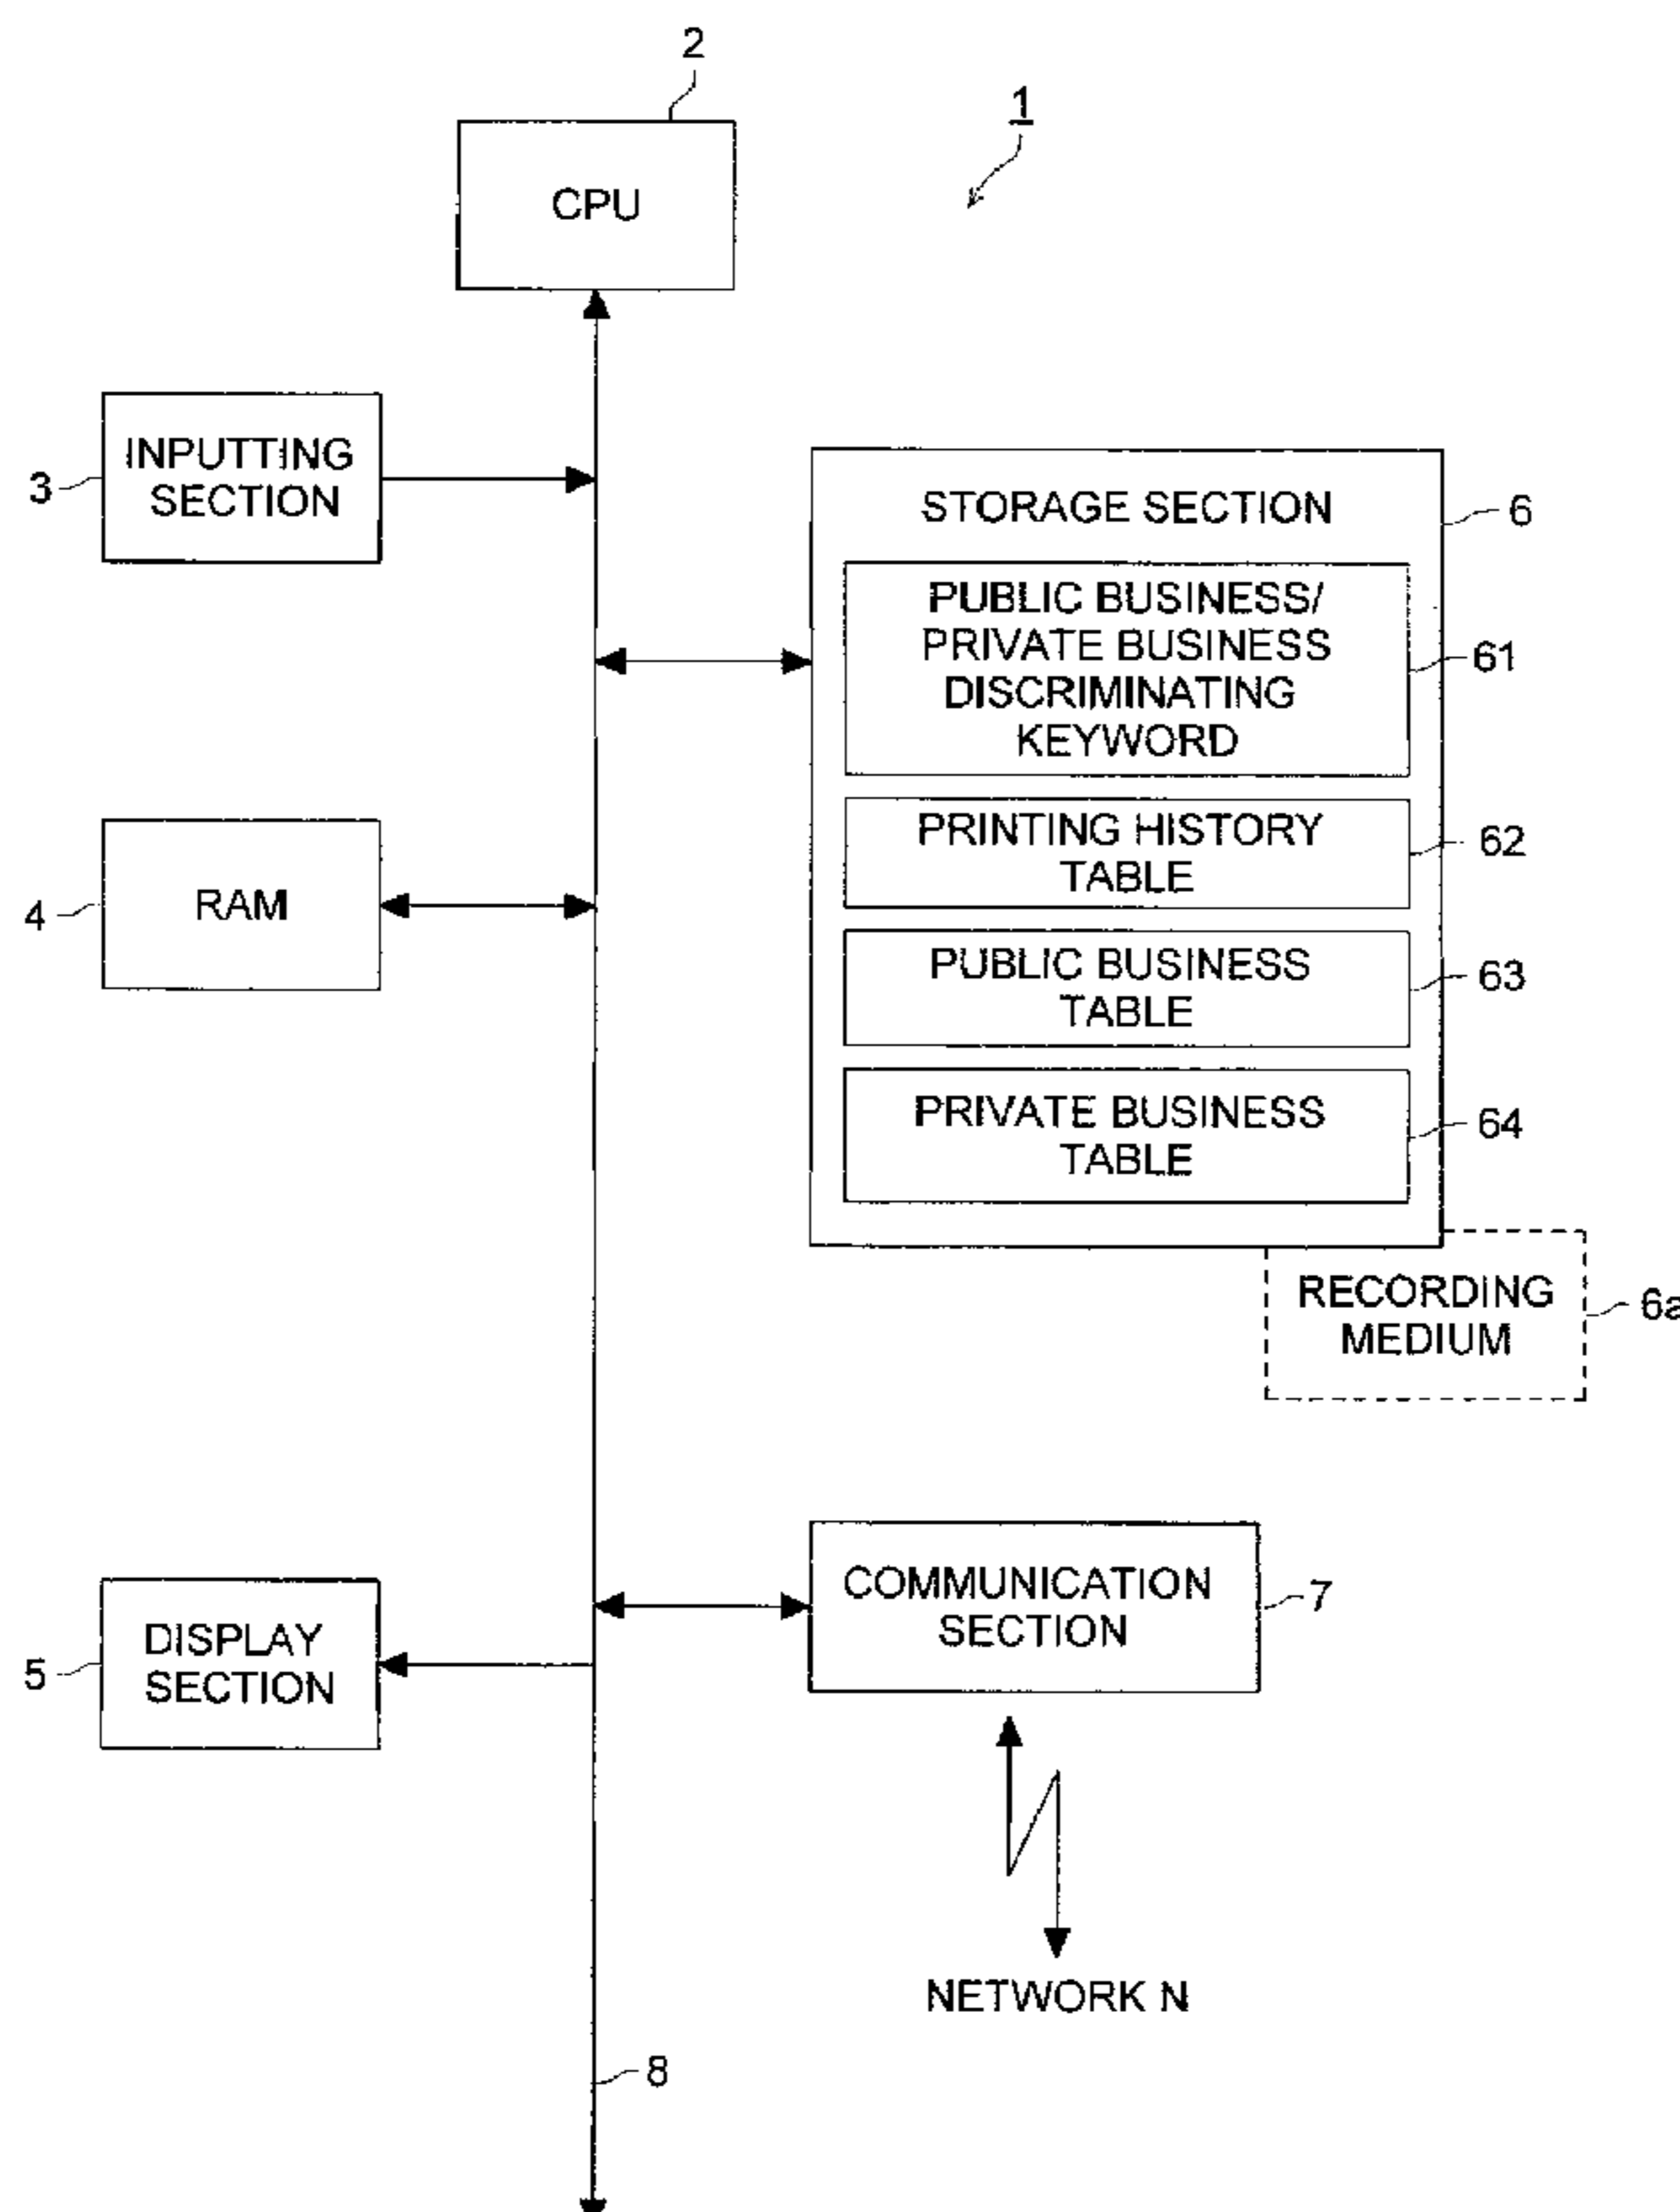 2
1
CPU
INPUTTING
SECTION
3
STORAGE SECTION
6
PUBLIC BUSINESS/
PRIVATE BUSINESS
DISCRIMINATING
KEYWORD
61
PRINTING HISTORY
TABLE
62
RAM
4
PUBLIC BUSINESS
TABLE
63
PRIVATE BUSINESS
TABLE
64
RECORDING
MEDIUM
6a
COMMUNICATION
SECTION
7
DISPLAY
SECTION
5
NETWORK N
8